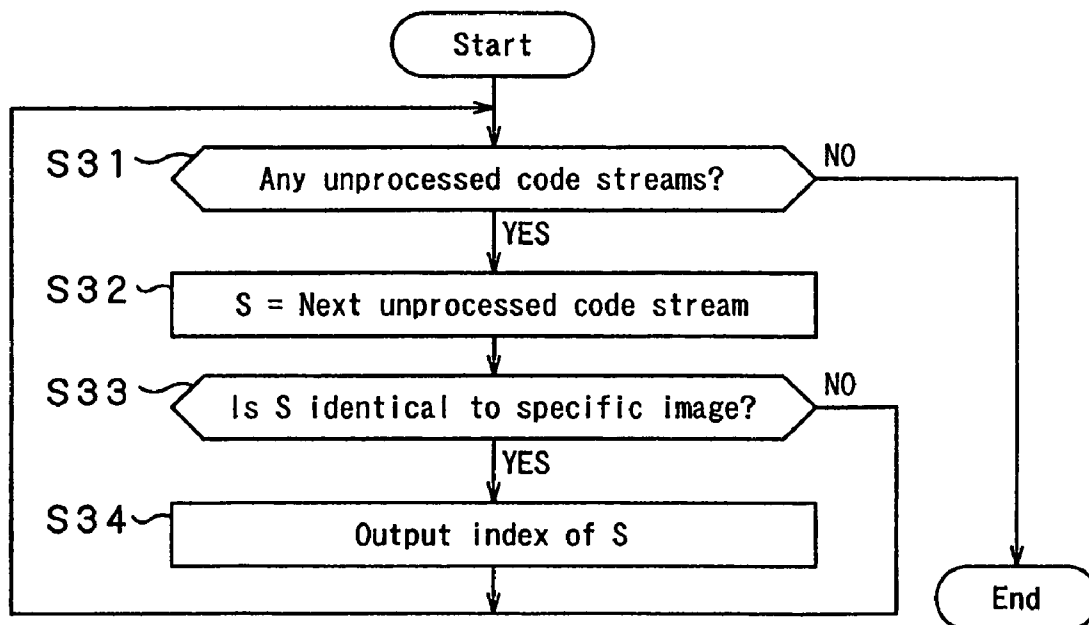 Start
S31
Any unprocessed code streams?
NO
YES
S32
S = Next unprocessed code stream
S33
Is S identical to specific image?
NO
YES
S34
Output index of S
End